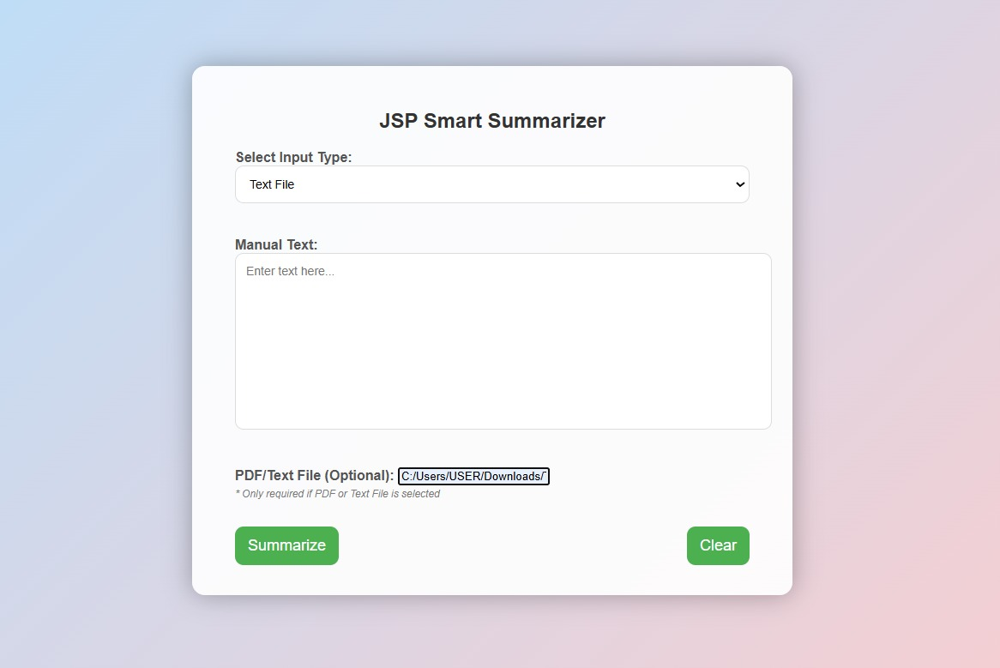 JSP Smart Summarizer
Select Input Type:
Text File
Manual Text:
Enter text here...
PDF/Text File (Optional): C:/Users/USER/Downloads/
* Only required if PDF or Text File is selected
Summarize Clear